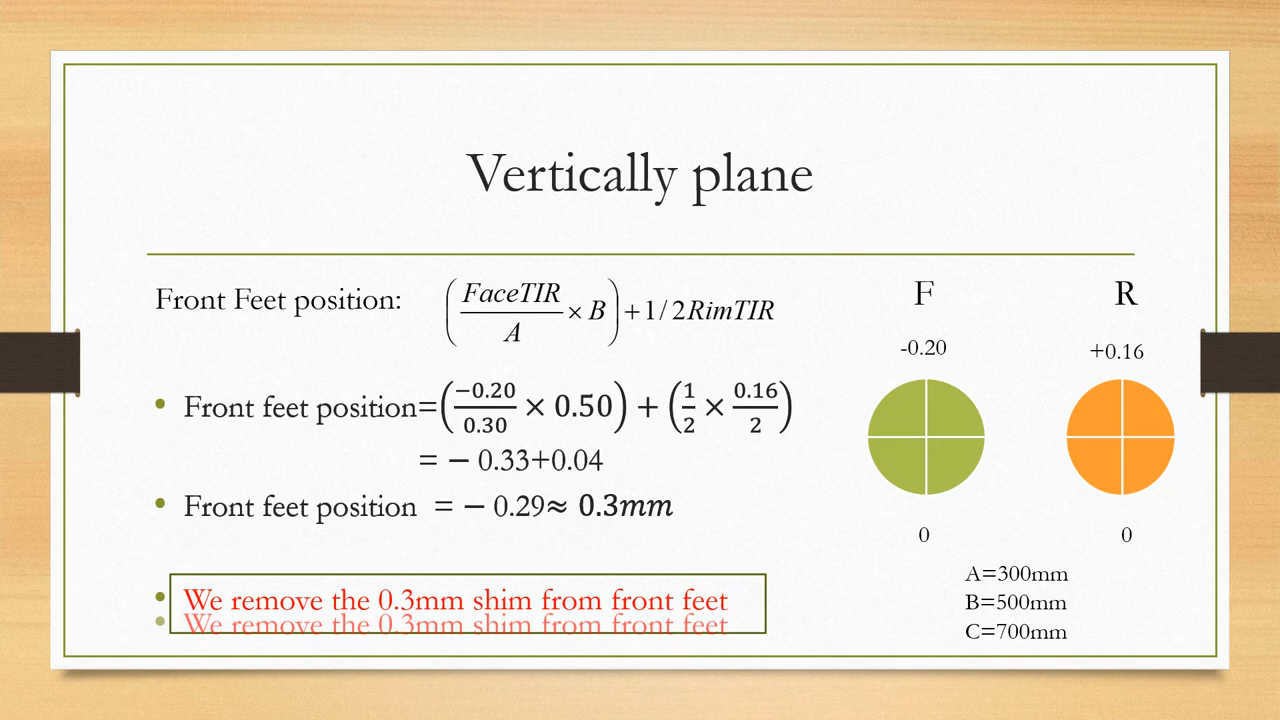 Vertically plane
Front Feet position: (FaceTIR/A × B) + 1/2 RimTIR
• Front feet position=(−0.20/0.30 × 0.50) + (1/2 × 0.16/2)
= − 0.33+0.04
• Front feet position = − 0.29≈ 0.3mm
• We remove the 0.3mm shim from front feet
• We remove the 0.3mm shim from front feet
F R
-0.20 +0.16
0 0
A=300mm
B=500mm
C=700mm